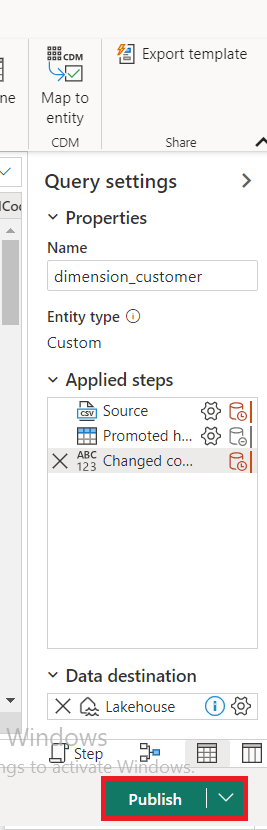 CDM
ne
Map to
entity
Export template
CDM
Share
lCoc
Query settings
Properties
Name
dimension_customer
Entity type
Custom
Applied steps
CSV
Source
Promoted h...
ABC
123
Changed co...
Data destination
Lakehouse
Windows
Step
ngs to activate Windows.
Publish